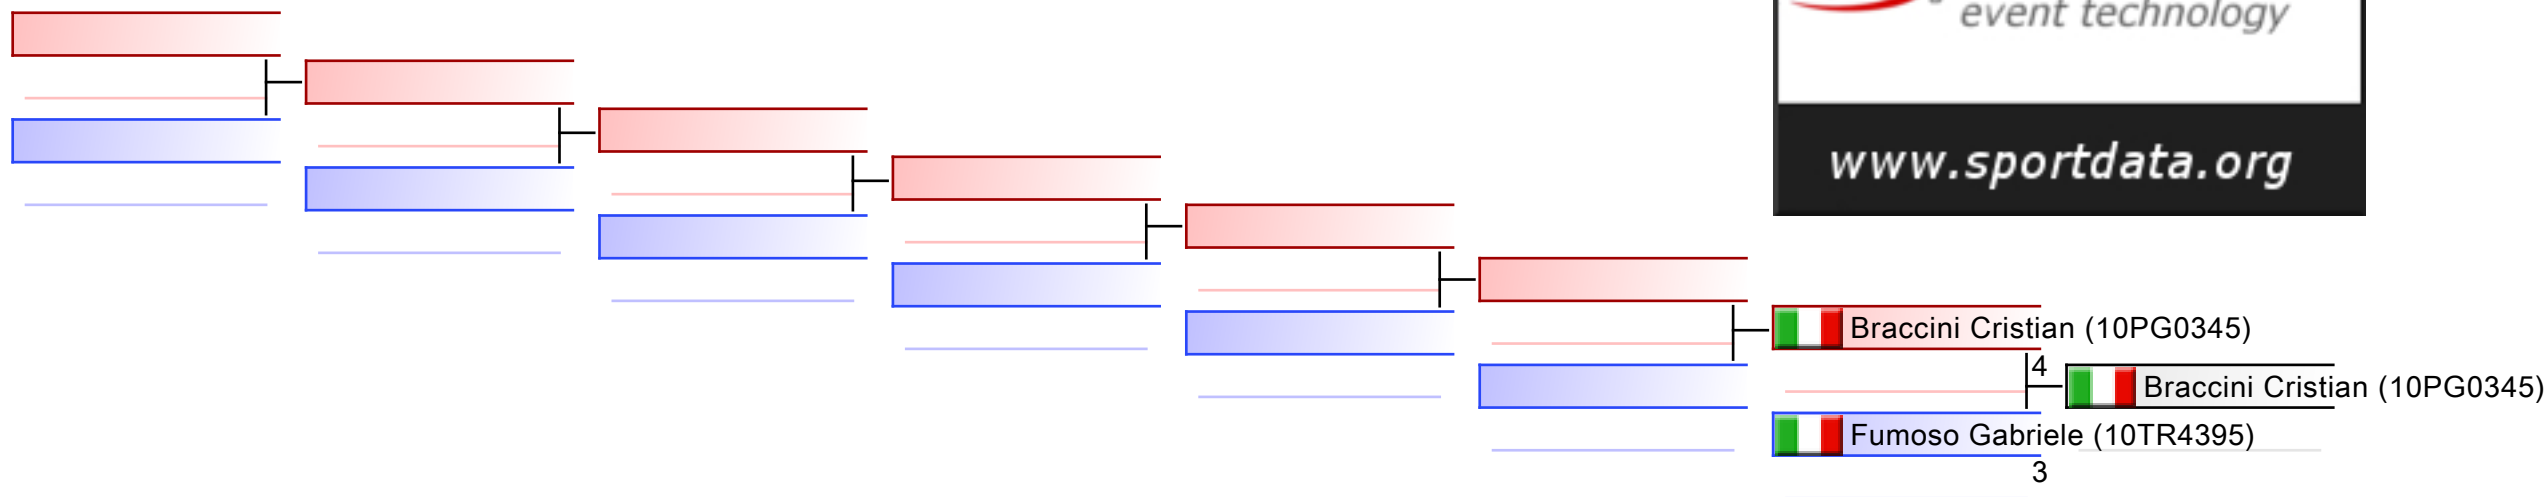 event technology
www.sportdata.org
Braccini Cristian (10PG0345)
4
Braccini Cristian (10PG0345)
Fumoso Gabriele (10TR4395)
3